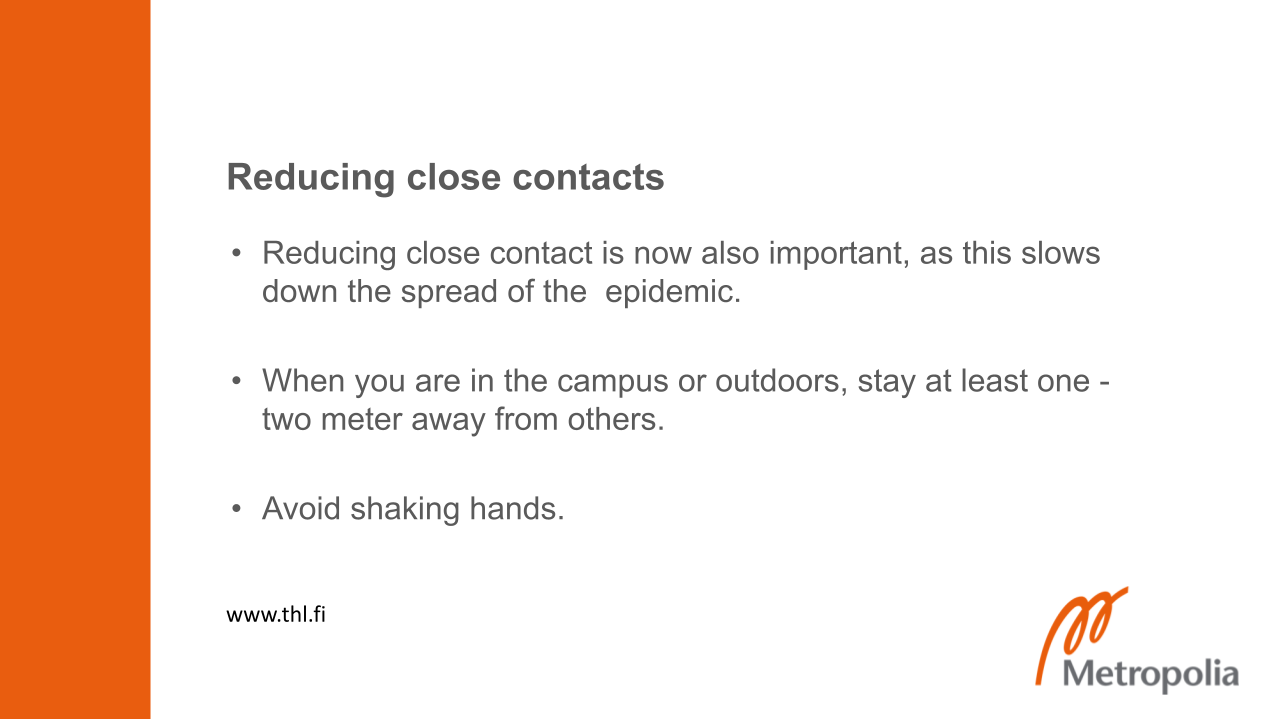 Reducing close contacts
• Reducing close contact is now also important, as this slows
down the spread of the  epidemic.
• When you are in the campus or outdoors, stay at least one -
two meter away from others.
• Avoid shaking hands.
www.thl.fi
Metropolia